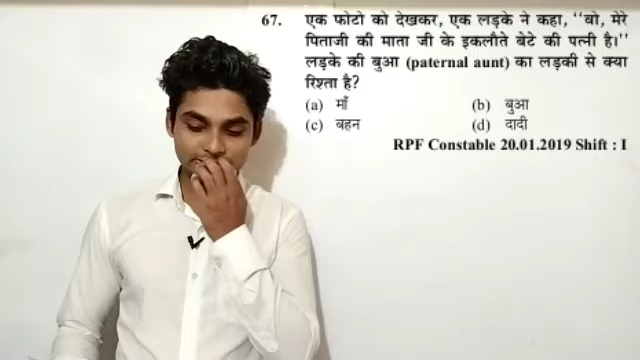 67. एक फोटो को देखकर, एक लड़के ने कहा, ‘‘वो, मेरे
पिताजी की माता जी के इकलौते बेटे की पत्नी है।’’
लड़के की बुआ (paternal aunt) का लड़की से क्या
रिश्ता है?
(a) माँ (b) बुआ
(c) बहन (d) दादी
RPF Constable 20.01.2019 Shift : I